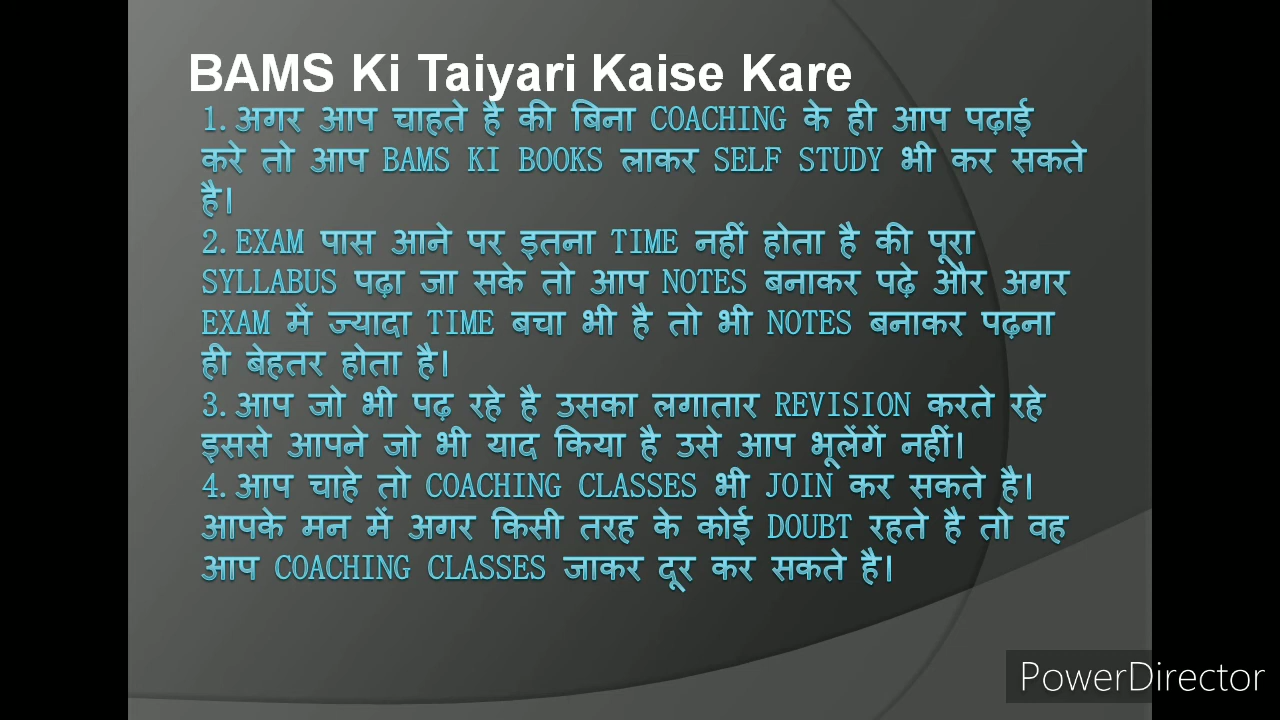 BAMS Ki Taiyari Kaise Kare
1.अगर आप चाहते है की बिना COACHING के ही आप पढ़ाई
करे तो आप BAMS KI BOOKS लाकर SELF STUDY भी कर सकते
है।
2.EXAM पास आने पर इतना TIME नहीं होता है की पूरा
SYLLABUS पढ़ा जा सके तो आप NOTES बनाकर पढ़े और अगर
EXAM में ज्यादा TIME बचा भी है तो भी NOTES बनाकर पढ़ना
ही बेहतर होता है।
3.आप जो भी पढ़ रहे है उसका लगातार REVISION करते रहे
इससे आपने जो भी याद किया है उसे आप भूलेंगें नहीं।
4.आप चाहे तो COACHING CLASSES भी JOIN कर सकते है।
आपके मन में अगर किसी तरह के कोई DOUBT रहते है तो वह
आप COACHING CLASSES जाकर दूर कर सकते है।
PowerDirector